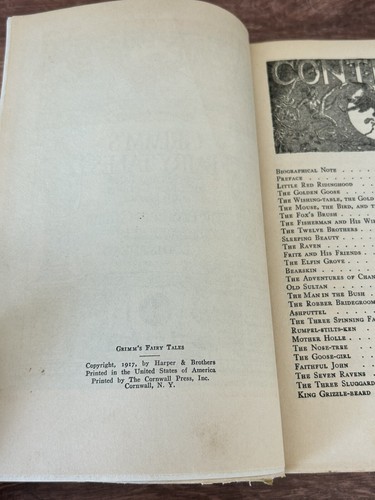 GRIMM'S FAIRY TALES
Copyright, 1917, by Harper & Brothers
Printed in the United States of America
Printed by The Cornwall Press, Inc.
Cornwall, N. Y.
CONT
BIOGRAPHICAL NOTE . . . .
PREFACE . . . . . . . .
LITTLE RED RIDINGHOOD . .
THE GOLDEN GOOSE . . . .
THE WISHING-TABLE, THE GOLD
THE MOUSE, THE BIRD, AND T
THE FOX'S BRUSH . . . .
THE FISHERMAN AND HIS WI
THE TWELVE BROTHERS . .
SLEEPING BEAUTY . . . .
THE RAVEN . . . . . .
FRITZ AND HIS FRIENDS . .
THE ELFIN GROVE . . . .
BEARSKIN . . . . . . .
THE ADVENTURES OF CHAN
OLD SULTAN . . . . . .
THE MAN IN THE BUSH . .
THE ROBBER BRIDEGROOM
ASHPUTTEL . . . . . .
THE THREE SPINNING FA
RUMPEL-STILTS-KEN . .
MOTHER HOLLE . . . .
THE NOSE-TREE . . . .
THE GOOSE-GIRL . . .
FAITHFUL JOHN . . . .
THE SEVEN RAVENS . .
THE THREE SLUGGARD
KING GRIZZLE-BEARD